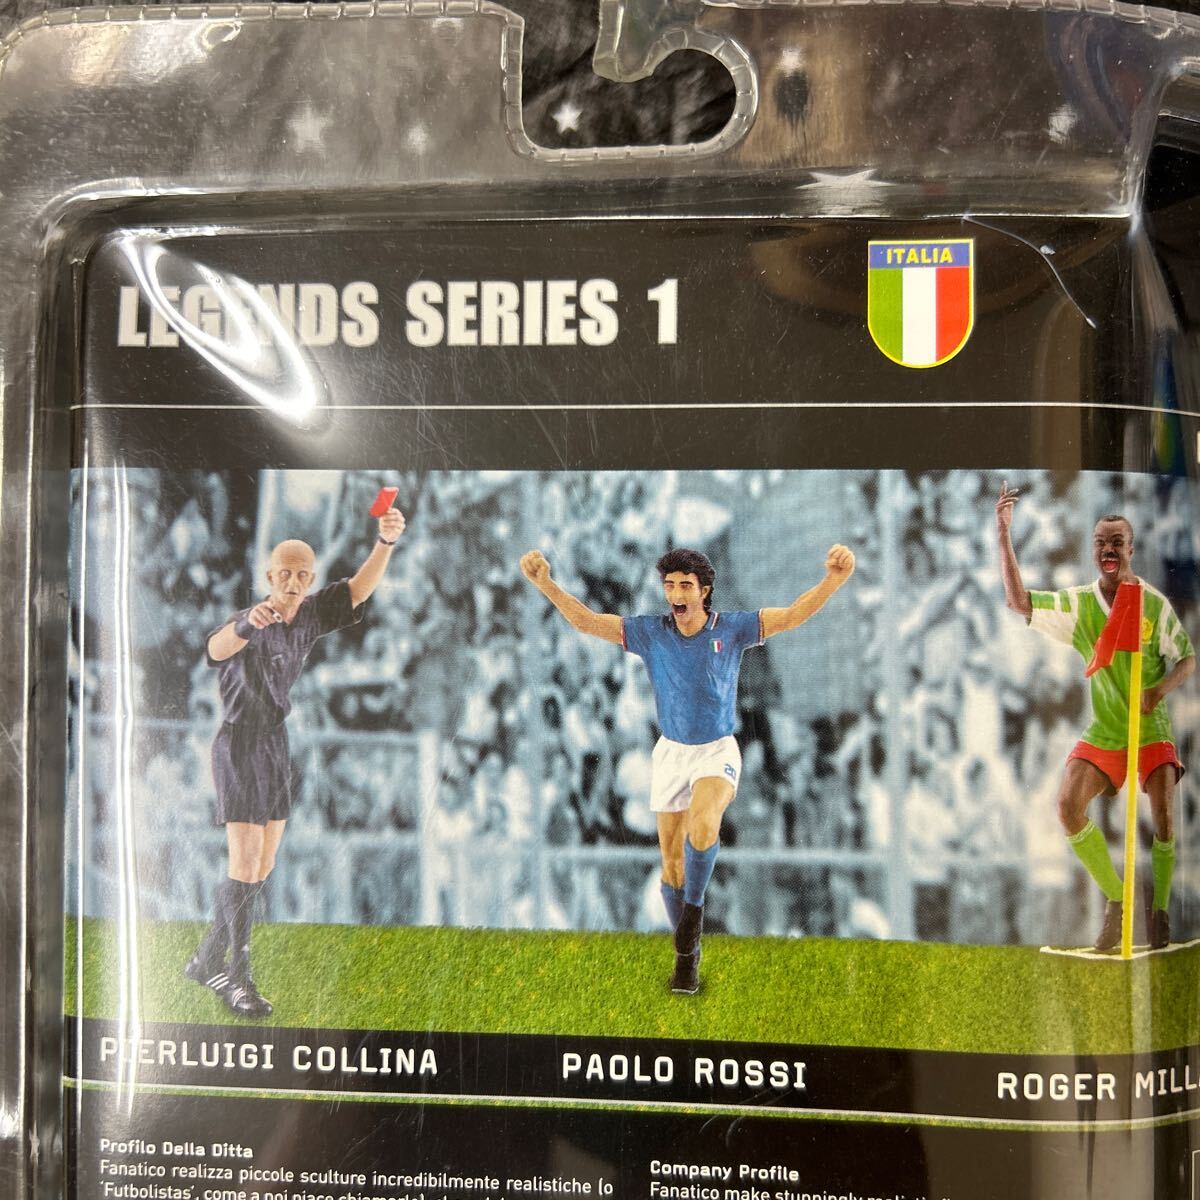 ITALIA
LEGENDS SERIES 1
PIERLUIGI COLLINA
PAOLO ROSSI
ROGER MILL
Profilo Della Ditta
Fanatico realizza piccole sculture incredibilmente realistiche (o
'Futbolistas', come a noi piace
Company Profile
Fanatico make stunningly